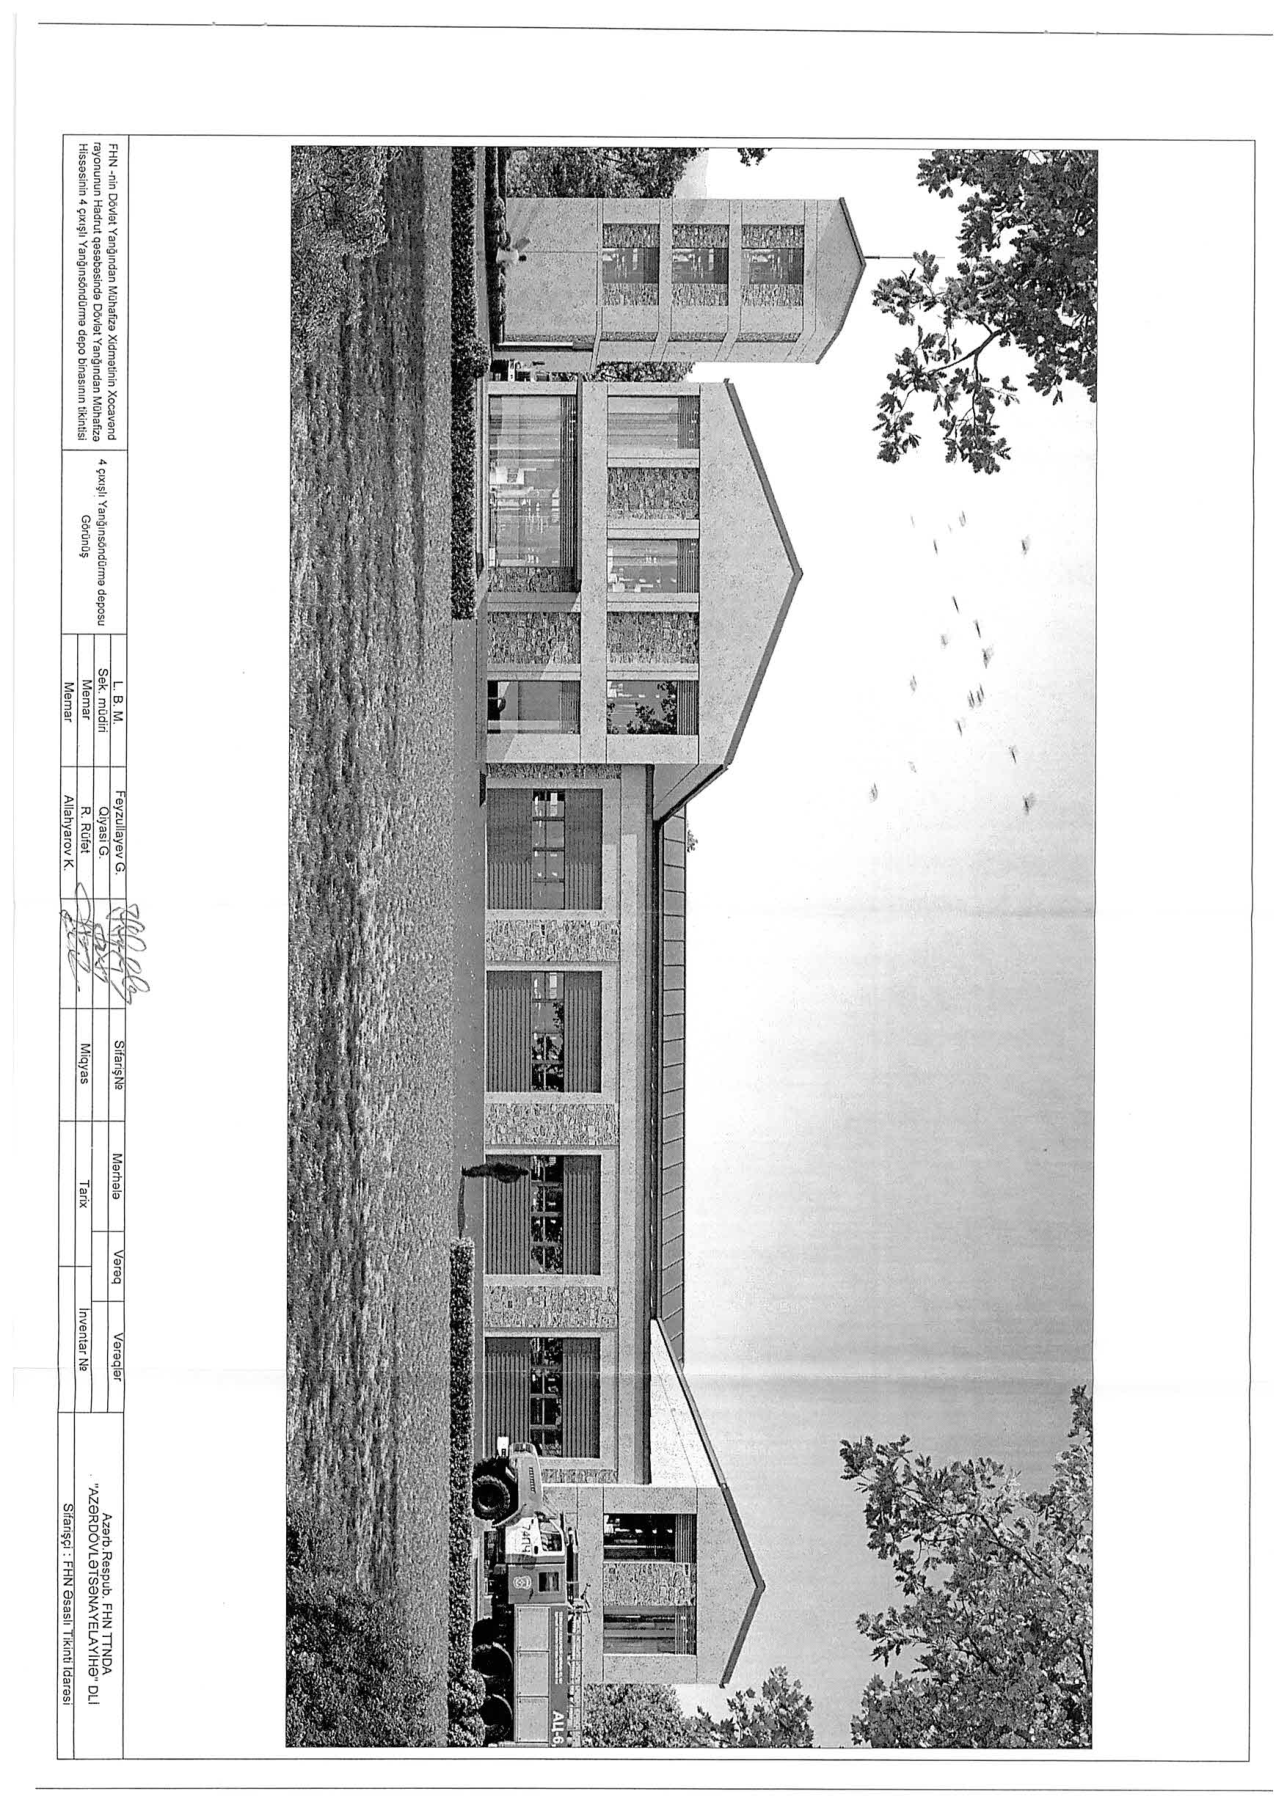 FHN -nin Dövlət Yanğından Mühafizə Xidmətinin Xocavənd
rayonunun Hadrut qəsəbəsində Dövlət Yanğından Mühafizə
Hissəsinin 4 çıxışlı Yanğınsöndürmə depo binasının tikintisi
4 çıxışlı Yanğınsöndürmə deposu
Görünüş
L. B. M.
Feyzullayev G.
Sek. müdiri
Qiyasi G.
Memar
R. Rüfət
Memar
Allahyarov K.
Sifariş№
Mərhələ
Vərəq
Vərəqlər
Miqyas
Tarix
İnventar №
Azərb.Respub. FHN TTNDA
"AZƏRDÖVLƏTSƏNAYELAYİHƏ" DLİ
Sifarişçi : FHN Əsaslı Tikinti İdarəsi
АЦ-6